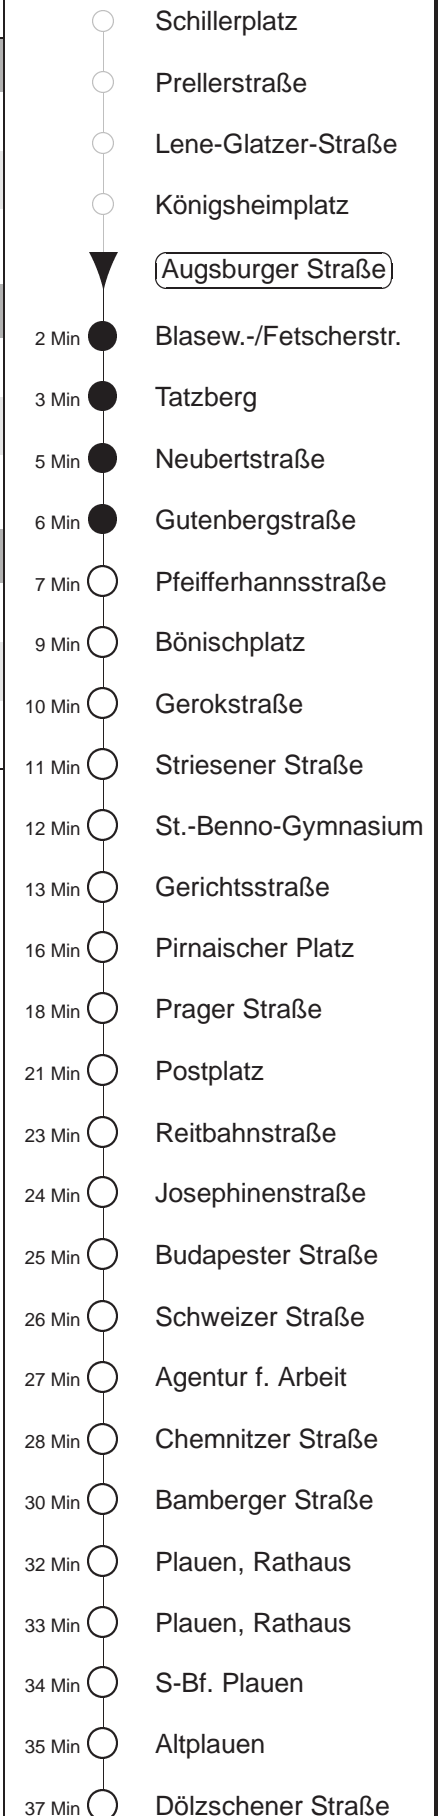 Schillerplatz
Prellerstraße
Lene-Glatzer-Straße
Königsheimplatz
Augsburger Straße
2 Min Blasew.-/Fetscherstr.
3 Min Tatzberg
5 Min Neubertstraße
6 Min Gutenbergstraße
7 Min Pfeifferhannsstraße
9 Min Bönischplatz
10 Min Gerokstraße
11 Min Striesener Straße
12 Min St.-Benno-Gymnasium
13 Min Gerichtsstraße
16 Min Pirnaischer Platz
18 Min Prager Straße
21 Min Postplatz
23 Min Reitbahnstraße
24 Min Josephinenstraße
25 Min Budapester Straße
26 Min Schweizer Straße
27 Min Agentur f. Arbeit
28 Min Chemnitzer Straße
30 Min Bamberger Straße
32 Min Plauen, Rathaus
33 Min Plauen, Rathaus
34 Min S-Bf. Plauen
35 Min Altplauen
37 Min Dölzschener Straße